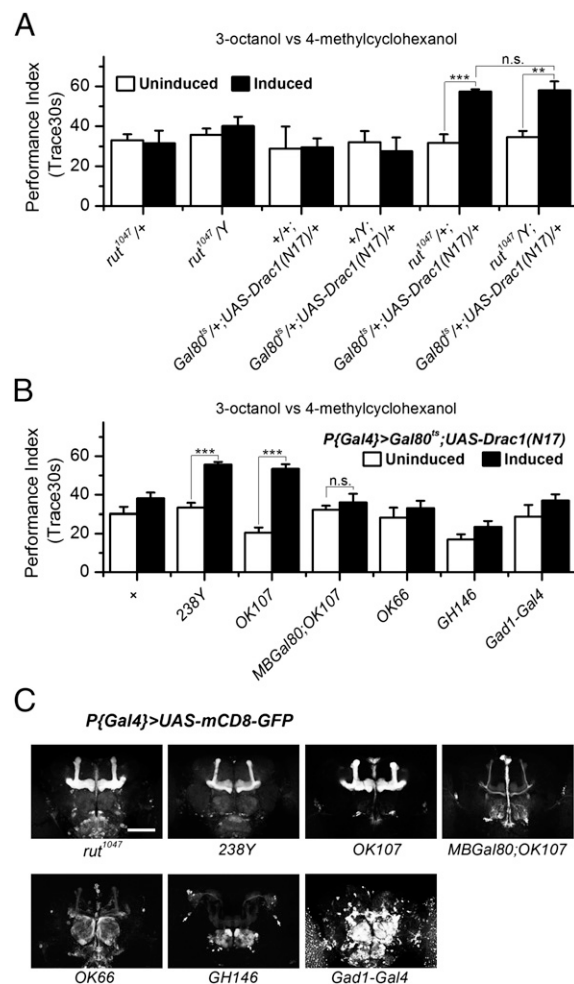 A
3-octanol vs 4-methylcyclohexanol
Performance Index
(Trace30s)
60
40
20
0
Uninduced
Induced
***
n.s.
**
rut¹⁰⁴⁷/+
rut¹⁰⁴⁷/Y
+/+;
Gal80ᵗˢ/+;UAS-Drac1(N17)/+
+/Y;
Gal80ᵗˢ/+;UAS-Drac1(N17)/+
rut¹⁰⁴⁷/+;
Gal80ᵗˢ/+;UAS-Drac1(N17)/+
rut¹⁰⁴⁷/Y;
Gal80ᵗˢ/+;UAS-Drac1(N17)/+
B
3-octanol vs 4-methylcyclohexanol
P{Gal4}>Gal80ᵗˢ;UAS-Drac1(N17)
Uninduced
Induced
Performance Index
(Trace30s)
60
40
20
0
***
***
n.s.
+
238Y
OK107
MBGal80;OK107
OK66
GH146
Gad1-Gal4
C
P{Gal4}>UAS-mCD8-GFP
rut¹⁰⁴⁷
238Y
OK107
MBGal80;OK107
OK66
GH146
Gad1-Gal4